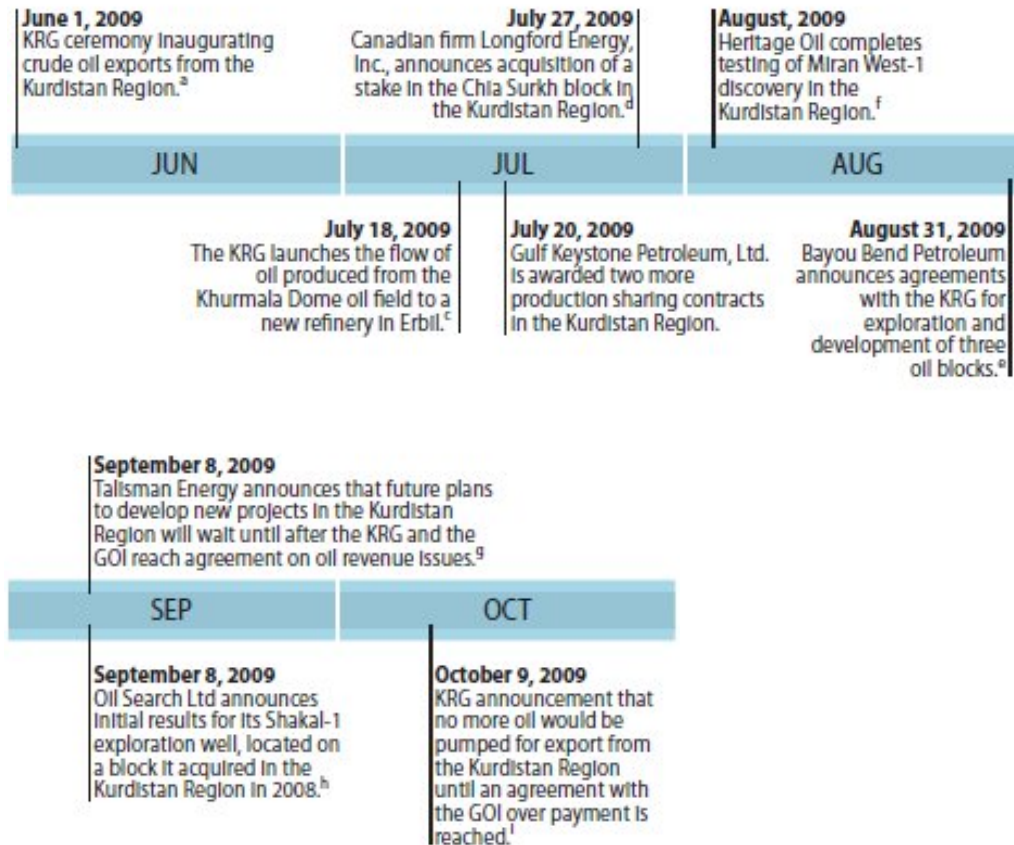 June 1, 2009
KRG ceremony inaugurating
crude oil exports from the
Kurdistan Region.a
July 27, 2009
Canadian firm Longford Energy,
Inc., announces acquisition of a
stake in the Chia Surkh block in
the Kurdistan Region.d
August, 2009
Heritage Oil completes
testing of Miran West-1
discovery in the
Kurdistan Region.f
JUN
JUL
AUG
July 18, 2009
The KRG launches the flow of
oil produced from the
Khurmala Dome oil field to a
new refinery in Erbil.c
July 20, 2009
Gulf Keystone Petroleum, Ltd.
is awarded two more
production sharing contracts
in the Kurdistan Region.
August 31, 2009
Bayou Bend Petroleum
announces agreements
with the KRG for
exploration and
development of three
oil blocks.e
September 8, 2009
Talisman Energy announces that future plans
to develop new projects in the Kurdistan
Region will wait until after the KRG and the
GOI reach agreement on oil revenue issues.g
SEP
OCT
September 8, 2009
Oil Search Ltd announces
initial results for its Shakal-1
exploration well, located on
a block it acquired in the
Kurdistan Region in 2008.h
October 9, 2009
KRG announcement that
no more oil would be
pumped for export from
the Kurdistan Region
until an agreement with
the GOI over payment is
reached.i